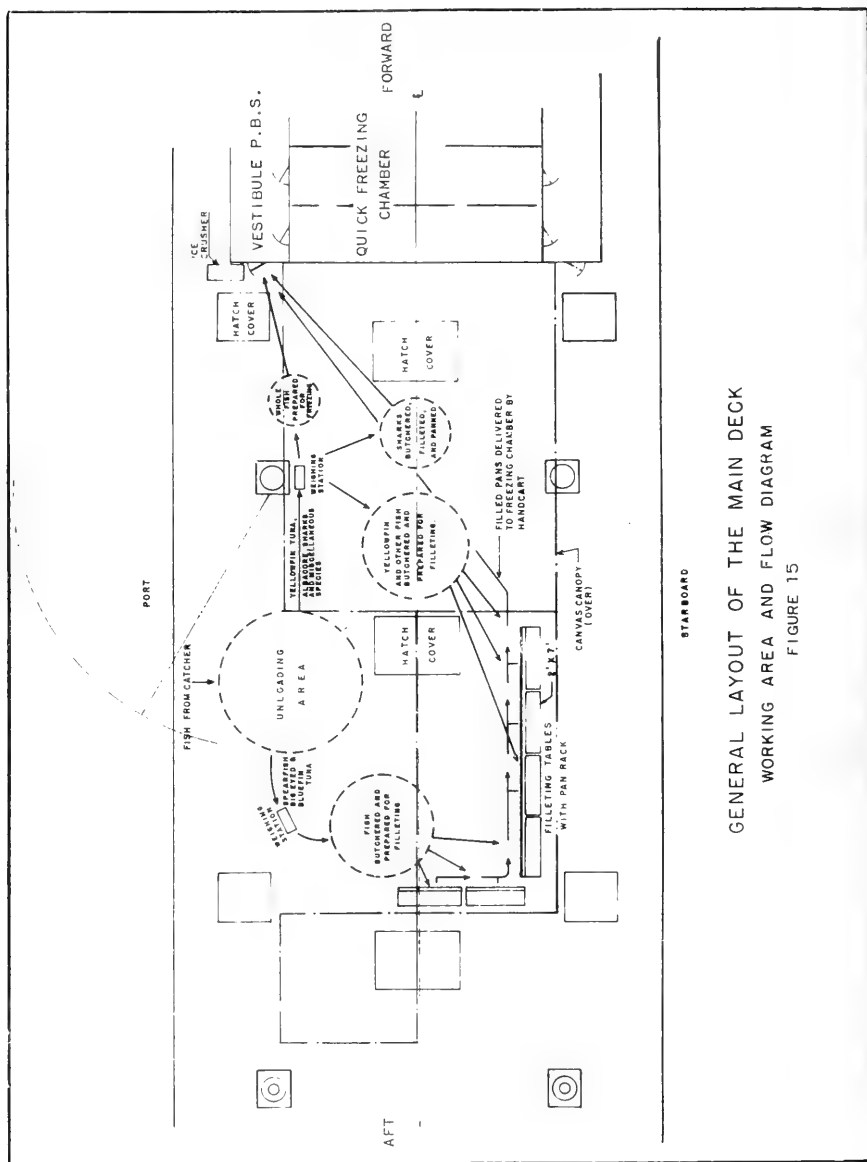 PORT
FISH FROM CATCHER
UNLOADING
AREA
SPEARFISH
BIG EYED &
BLUEFIN
TUNA
WEIGHING
STATION
FISH
BUTCHERED AND
PREPARED FOR
FILLETING
YELLOWFIN TUNA,
ALBACORE, SHARKS
AND MISCELLANEOUS
SPECIES
WEIGHING
STATION
WHOLE
FISH
PREPARED
FOR
FREEZING
HATCH
COVER
ICE
CRUSHER
VESTIBULE P.B.S.
QUICK FREEZING
CHAMBER
FORWARD
HATCH
COVER
SHARKS
BUTCHERED,
FILLETED,
AND PANNED
YELLOWFIN
AND OTHER FISH
BUTCHERED AND
PREPARED FOR
FILLETING
HATCH
COVER
FILLED PANS DELIVERED
TO FREEZING CHAMBER BY
HANDCART
FILLETING TABLES
WITH PAN RACK
2' X 7'
CANVAS CANOPY
(OVER)
AFT
STARBOARD
GENERAL LAYOUT OF THE MAIN DECK
WORKING AREA AND FLOW DIAGRAM
FIGURE 15